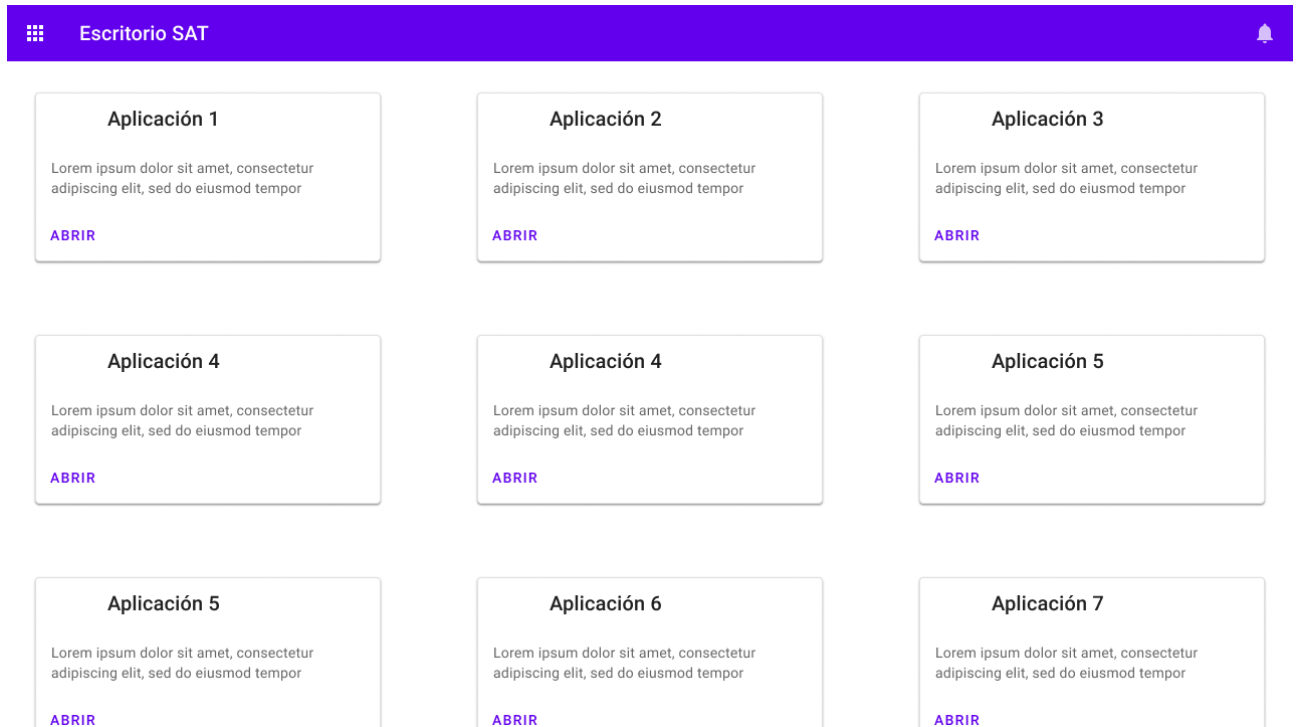 Escritorio SAT
Aplicación 1
Lorem ipsum dolor sit amet, consectetur
adipiscing elit, sed do eiusmod tempor
ABRIR
Aplicación 2
Lorem ipsum dolor sit amet, consectetur
adipiscing elit, sed do eiusmod tempor
ABRIR
Aplicación 3
Lorem ipsum dolor sit amet, consectetur
adipiscing elit, sed do eiusmod tempor
ABRIR
Aplicación 4
Lorem ipsum dolor sit amet, consectetur
adipiscing elit, sed do eiusmod tempor
ABRIR
Aplicación 4
Lorem ipsum dolor sit amet, consectetur
adipiscing elit, sed do eiusmod tempor
ABRIR
Aplicación 5
Lorem ipsum dolor sit amet, consectetur
adipiscing elit, sed do eiusmod tempor
ABRIR
Aplicación 5
Lorem ipsum dolor sit amet, consectetur
adipiscing elit, sed do eiusmod tempor
ABRIR
Aplicación 6
Lorem ipsum dolor sit amet, consectetur
adipiscing elit, sed do eiusmod tempor
ABRIR
Aplicación 7
Lorem ipsum dolor sit amet, consectetur
adipiscing elit, sed do eiusmod tempor
ABRIR